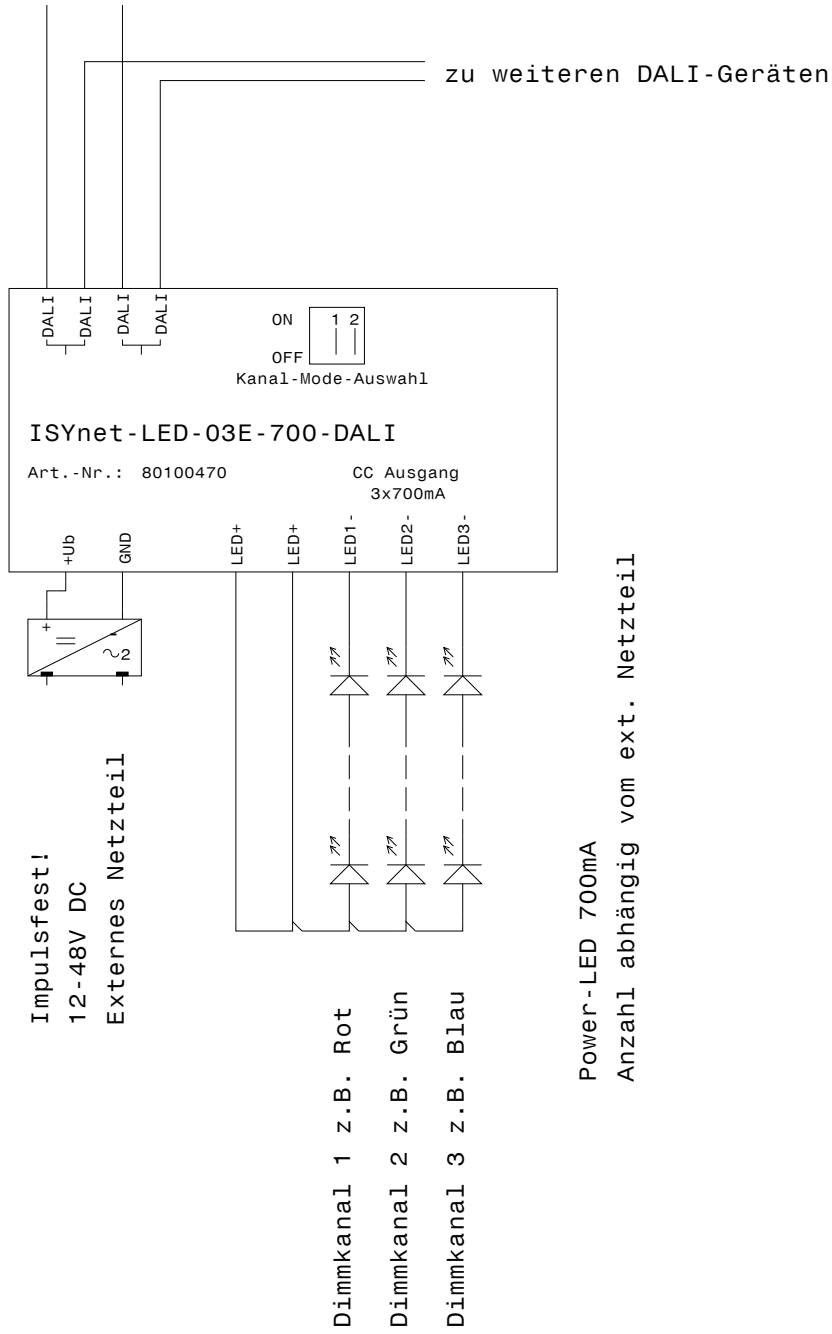 zu weiteren DALI-Geräten
DALI
DALI
DALI
DALI
ON
1 2
OFF
Kanal-Mode-Auswahl
ISYnet-LED-03E-700-DALI
Art.-Nr.: 80100470
CC Ausgang
3x700mA
+Ub
GND
LED+
LED+
LED1-
LED2-
LED3-
+
-
2
Impulsfest!
12-48V DC
Externes Netzteil
Dimmkanal 1 z.B. Rot
Dimmkanal 2 z.B. Grün
Dimmkanal 3 z.B. Blau
Power-LED 700mA
Anzahl abhängig vom ext. Netzteil